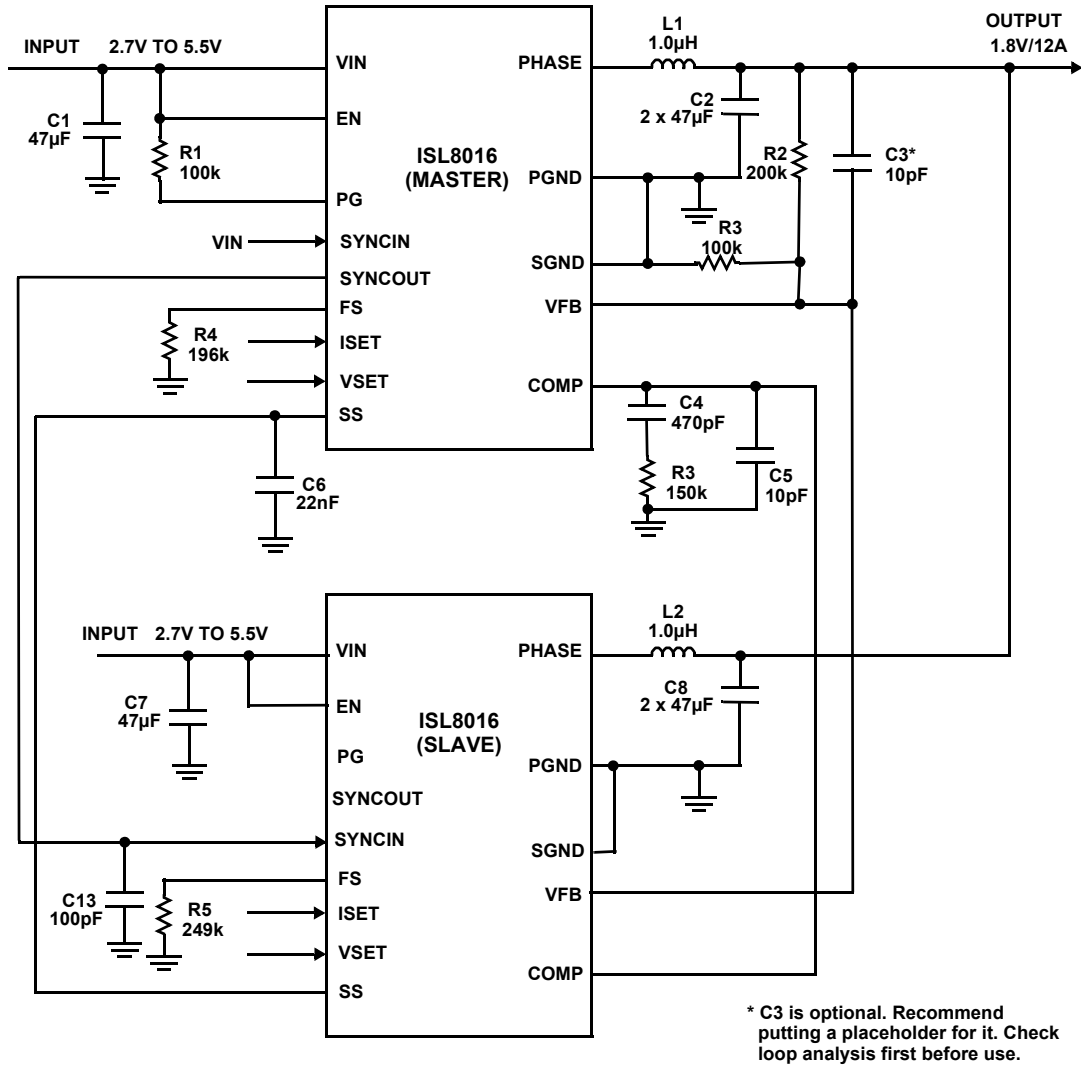 INPUT 2.7V TO 5.5V
C1
47µF
R1
100k
VIN
EN
PG
VIN
SYNCIN
SYNCOUT
FS
R4
196k
ISET
VSET
SS
C6
22nF
ISL8016
(MASTER)
PHASE
PGND
SGND
VFB
COMP
L1
1.0µH
C2
2 x 47µF
R2
200k
C3*
10pF
R3
100k
OUTPUT
1.8V/12A
C4
470pF
R3
150k
C5
10pF
INPUT 2.7V TO 5.5V
C7
47µF
VIN
EN
PG
SYNCOUT
SYNCIN
FS
C13
100pF
R5
249k
ISET
VSET
SS
ISL8016
(SLAVE)
PHASE
PGND
SGND
VFB
COMP
L2
1.0µH
C8
2 x 47µF
* C3 is optional. Recommend
putting a placeholder for it. Check
loop analysis first before use.